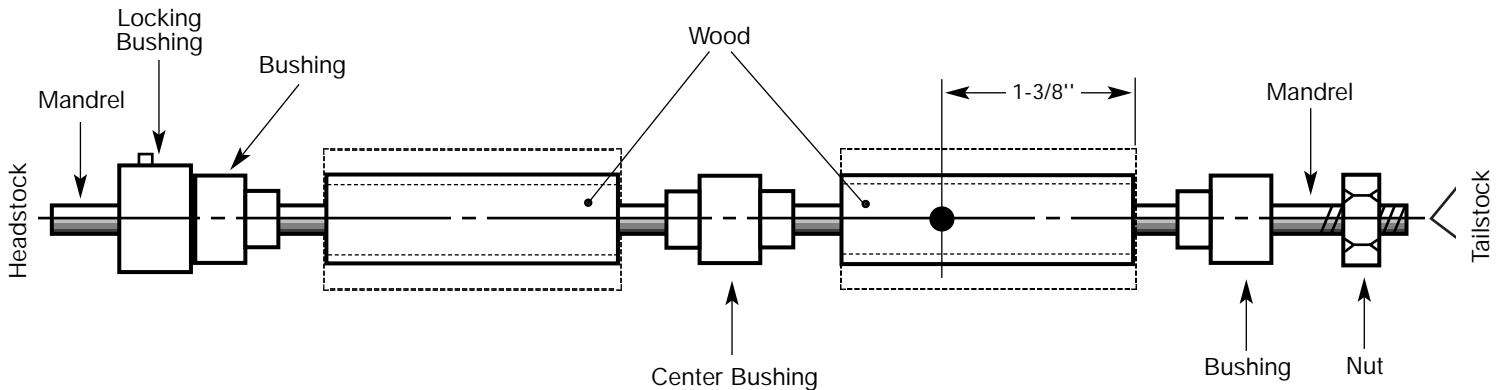 Locking
Bushing
Bushing
Mandrel
Wood
1-3/8''
Mandrel
Headstock
Tailstock
Center Bushing
Bushing
Nut